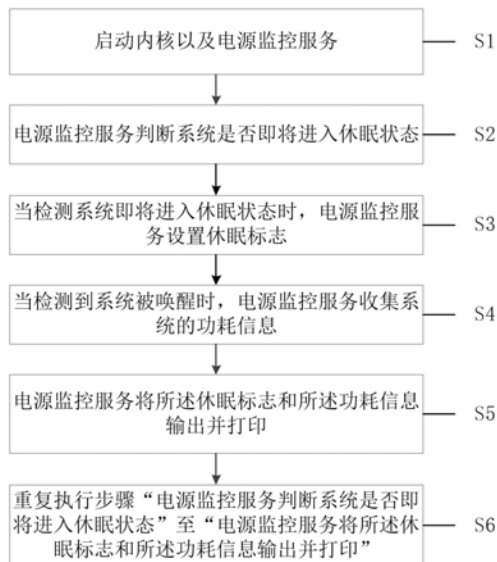 启动内核以及电源监控服务
S1
电源监控服务判断系统是否即将进入休眠状态
S2
当检测系统即将进入休眠状态时，电源监控服
务设置休眠标志
S3
当检测到系统被唤醒时，电源监控服务收集系
统的功耗信息
S4
电源监控服务将所述休眠标志和所述功耗信息
输出并打印
S5
重复执行步骤“电源监控服务判断系统是否即
将进入休眠状态”至“电源监控服务将所述休
眠标志和所述功耗信息输出并打印”
S6